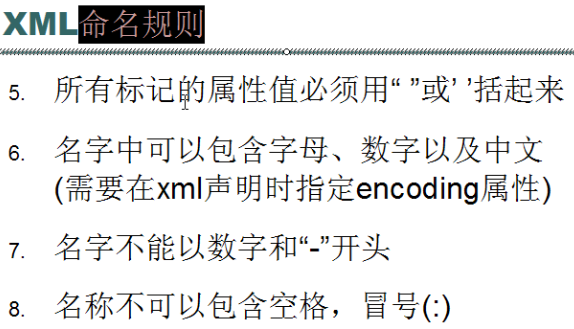 XML命名规则
5. 所有标记的属性值必须用“ ”或’ ’括起来
6. 名字中可以包含字母、数字以及中文
(需要在xml声明时指定encoding属性)
7. 名字不能以数字和“-”开头
8. 名称不可以包含空格，冒号(:)